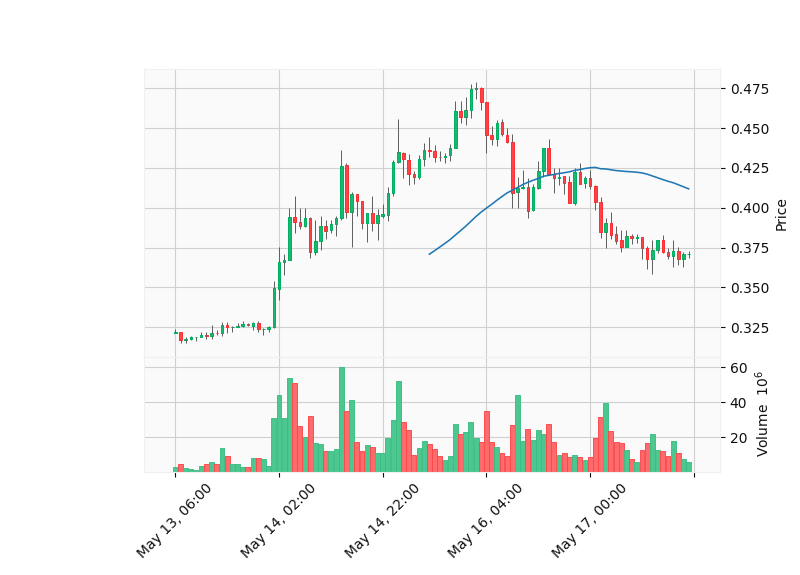 0.475
0.450
0.425
0.400
0.375
0.350
0.325
Price
60
40
20
Volume 10⁶
May 13, 06:00
May 14, 02:00
May 14, 22:00
May 16, 04:00
May 17, 00:00